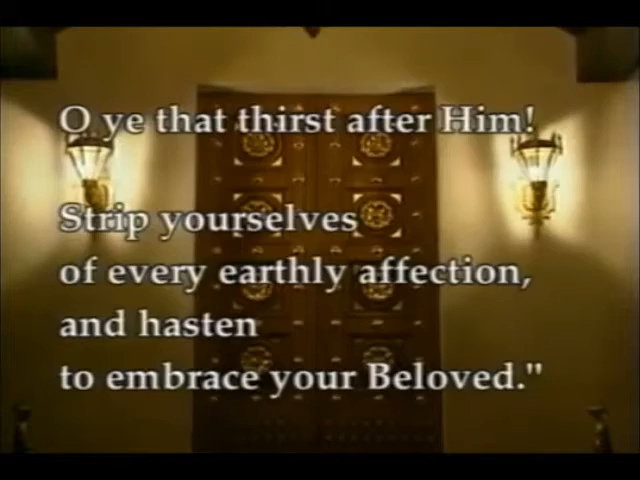 O ye that thirst after Him!
Strip yourselves
of every earthly affection,
and hasten
to embrace your Beloved."